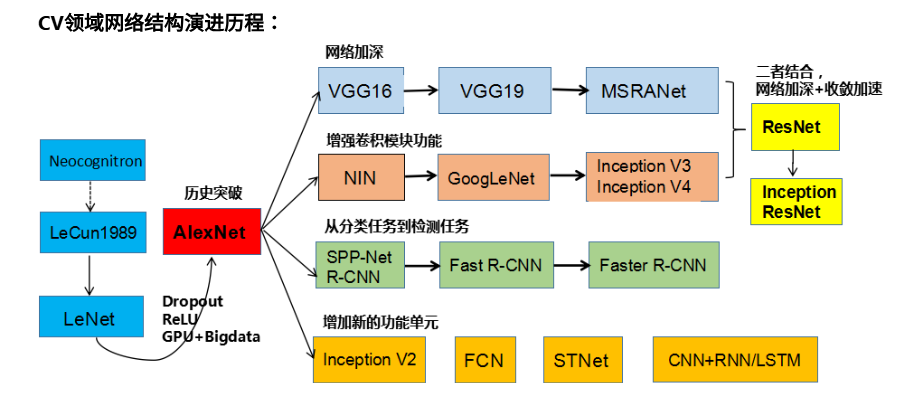 CV领域网络结构演进历程：
网络加深
VGG16
VGG19
MSRANet
二者结合，
网络加深+收敛加速
ResNet
Inception
ResNet
增强卷积模块功能
NIN
GoogLeNet
Inception V3
Inception V4
Neocognitron
LeCun1989
LeNet
历史突破
AlexNet
Dropout
ReLU
GPU+Bigdata
从分类任务到检测任务
SPP-Net
R-CNN
Fast R-CNN
Faster R-CNN
增加新的功能单元
Inception V2
FCN
STNet
CNN+RNN/LSTM